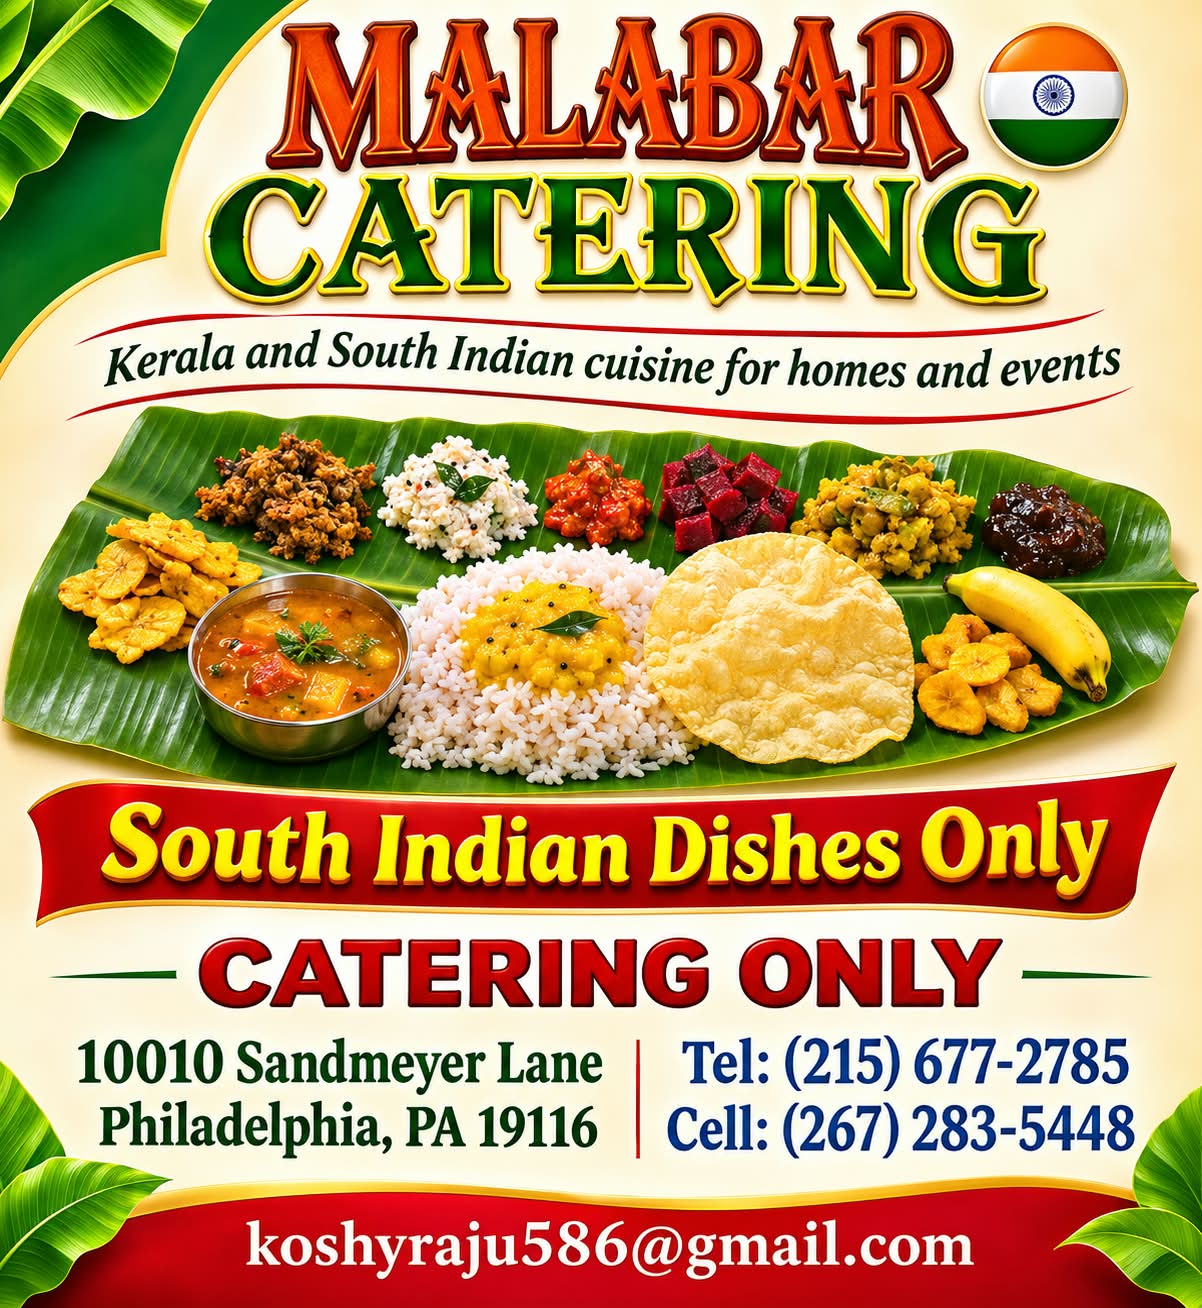 MALABAR
CATERING
Kerala and South Indian cuisine for homes and events
South Indian Dishes Only
CATERING ONLY
10010 Sandmeyer Lane
Philadelphia, PA 19116
Tel: (215) 677-2785
Cell: (267) 283-5448
koshyraju586@gmail.com